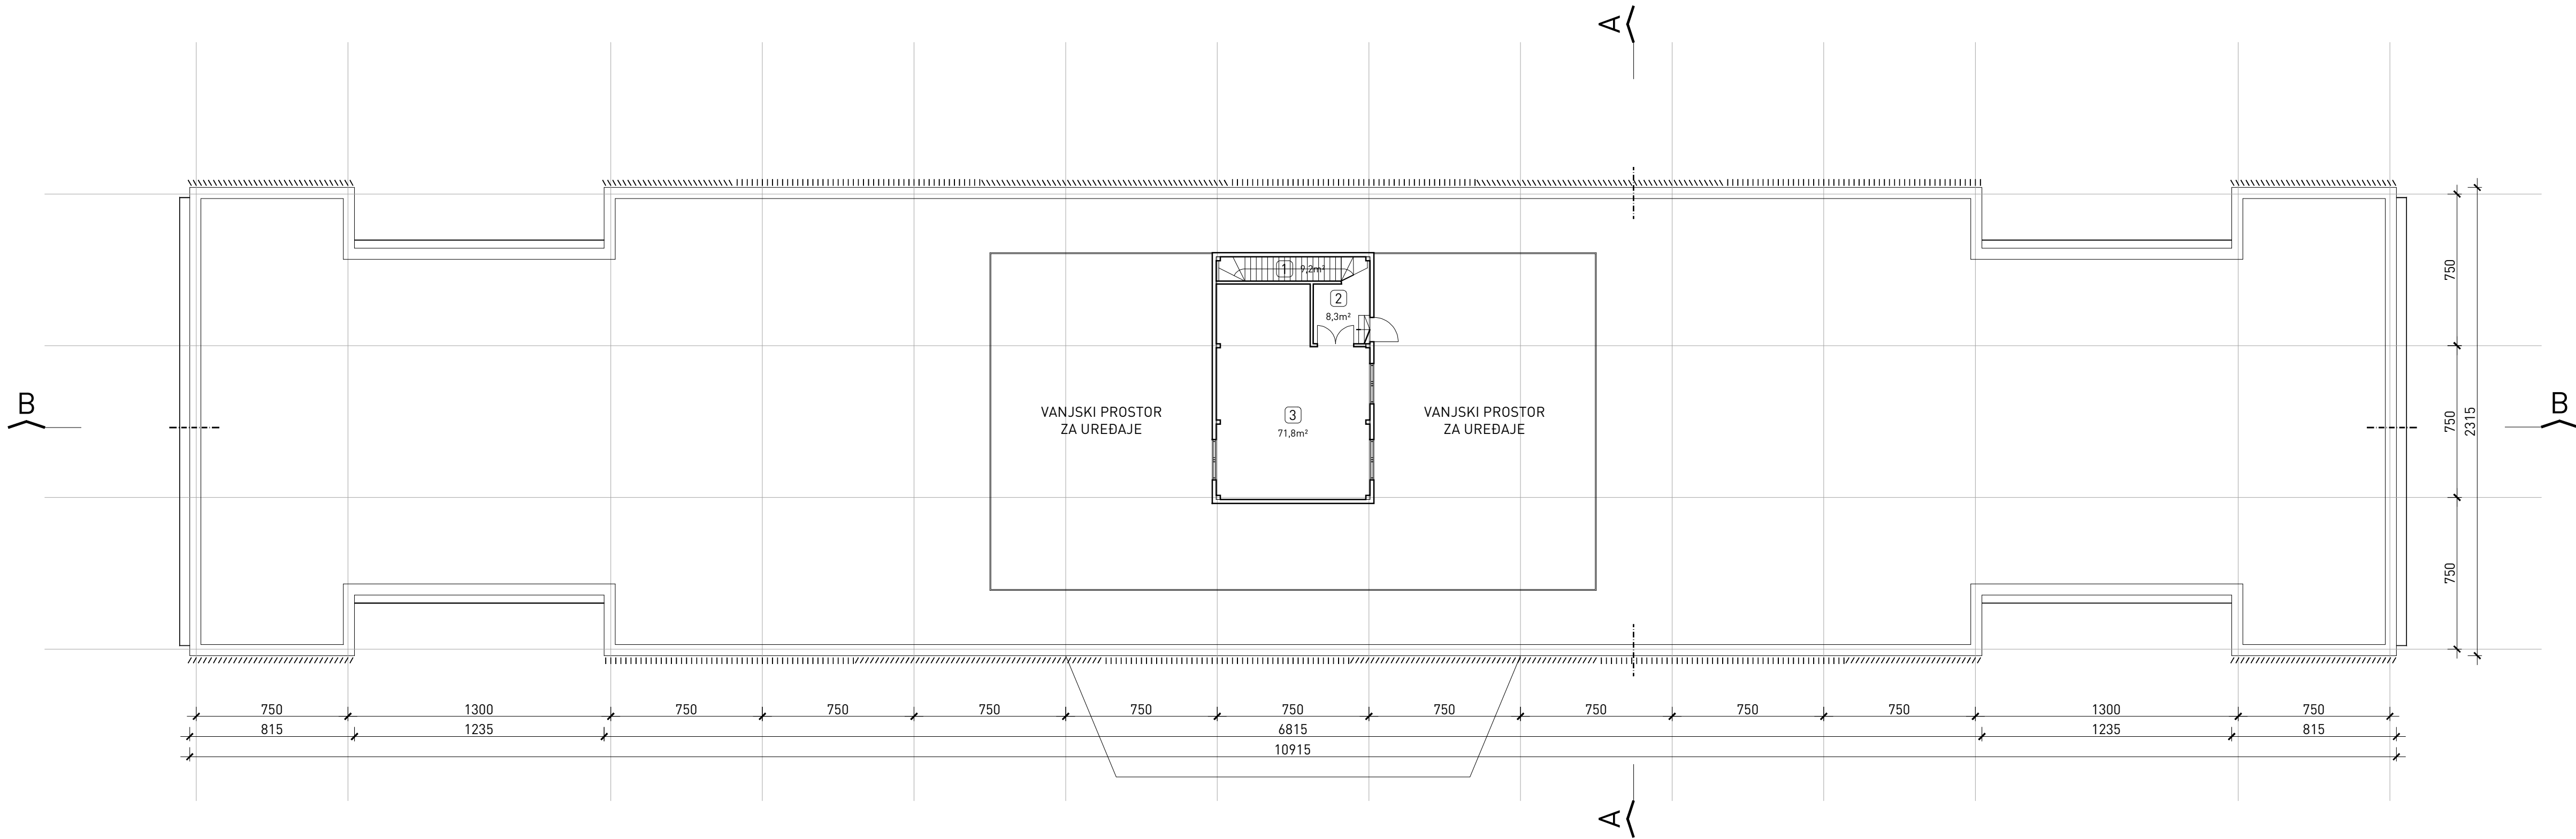 A
1 9,2m²
2
8,3m²
750
B
VANJSKI PROSTOR
ZA UREĐAJE
3
71,8m²
VANJSKI PROSTOR
ZA UREĐAJE
750
2315
B
750
750 1300 750 750 750 750 750 750 750 750 750 1300 750
815 1235 6815 1235 815
10915
A